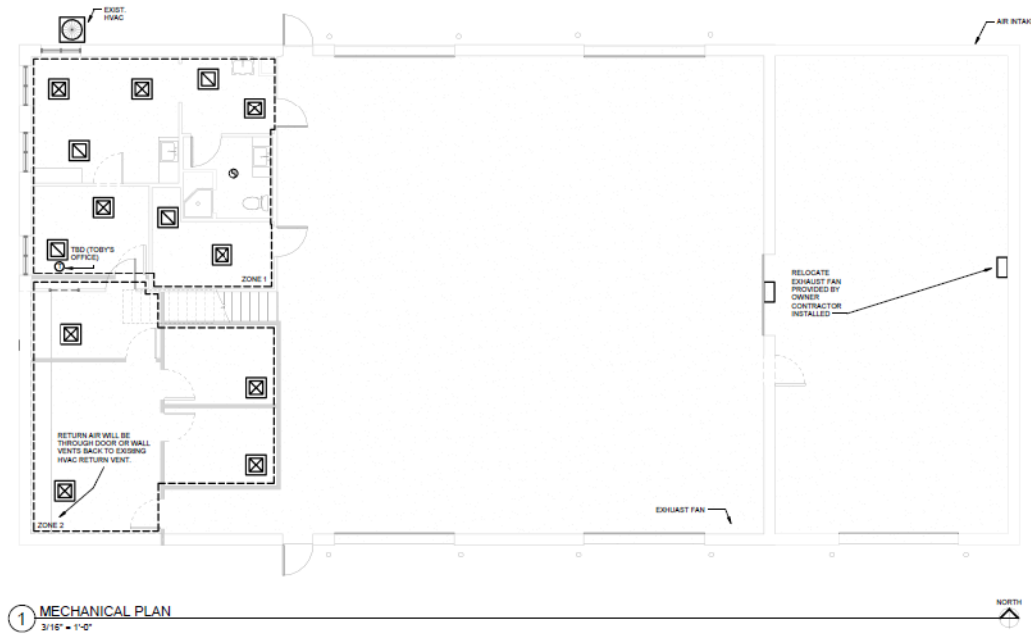 EXIST.
HVAC
AIR INTAK
TBD (TOBY'S
OFFICE)
ZONE 1
RELOCATE
EXHAUST FAN
PROVIDED BY
OWNER
CONTRACTOR
INSTALLED
RETURN AIR WILL BE
THROUGH DOOR OR WALL
VENTS BACK TO EXISTING
HVAC RETURN VENT.
ZONE 2
EXHUAST FAN
1
MECHANICAL PLAN
3/16" = 1'-0"
NORTH